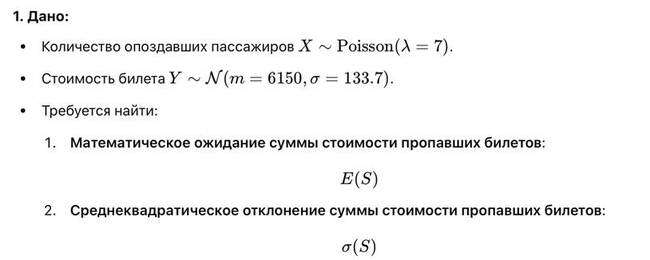 1. Дано:
• Количество опоздавших пассажиров X ∼ Poisson(λ = 7).
• Стоимость билета Y ∼ 𝒩(m = 6150, σ = 133.7).
• Требуется найти:
1. Математическое ожидание суммы стоимости пропавших билетов:
E(S)
2. Среднеквадратическое отклонение суммы стоимости пропавших билетов:
σ(S)